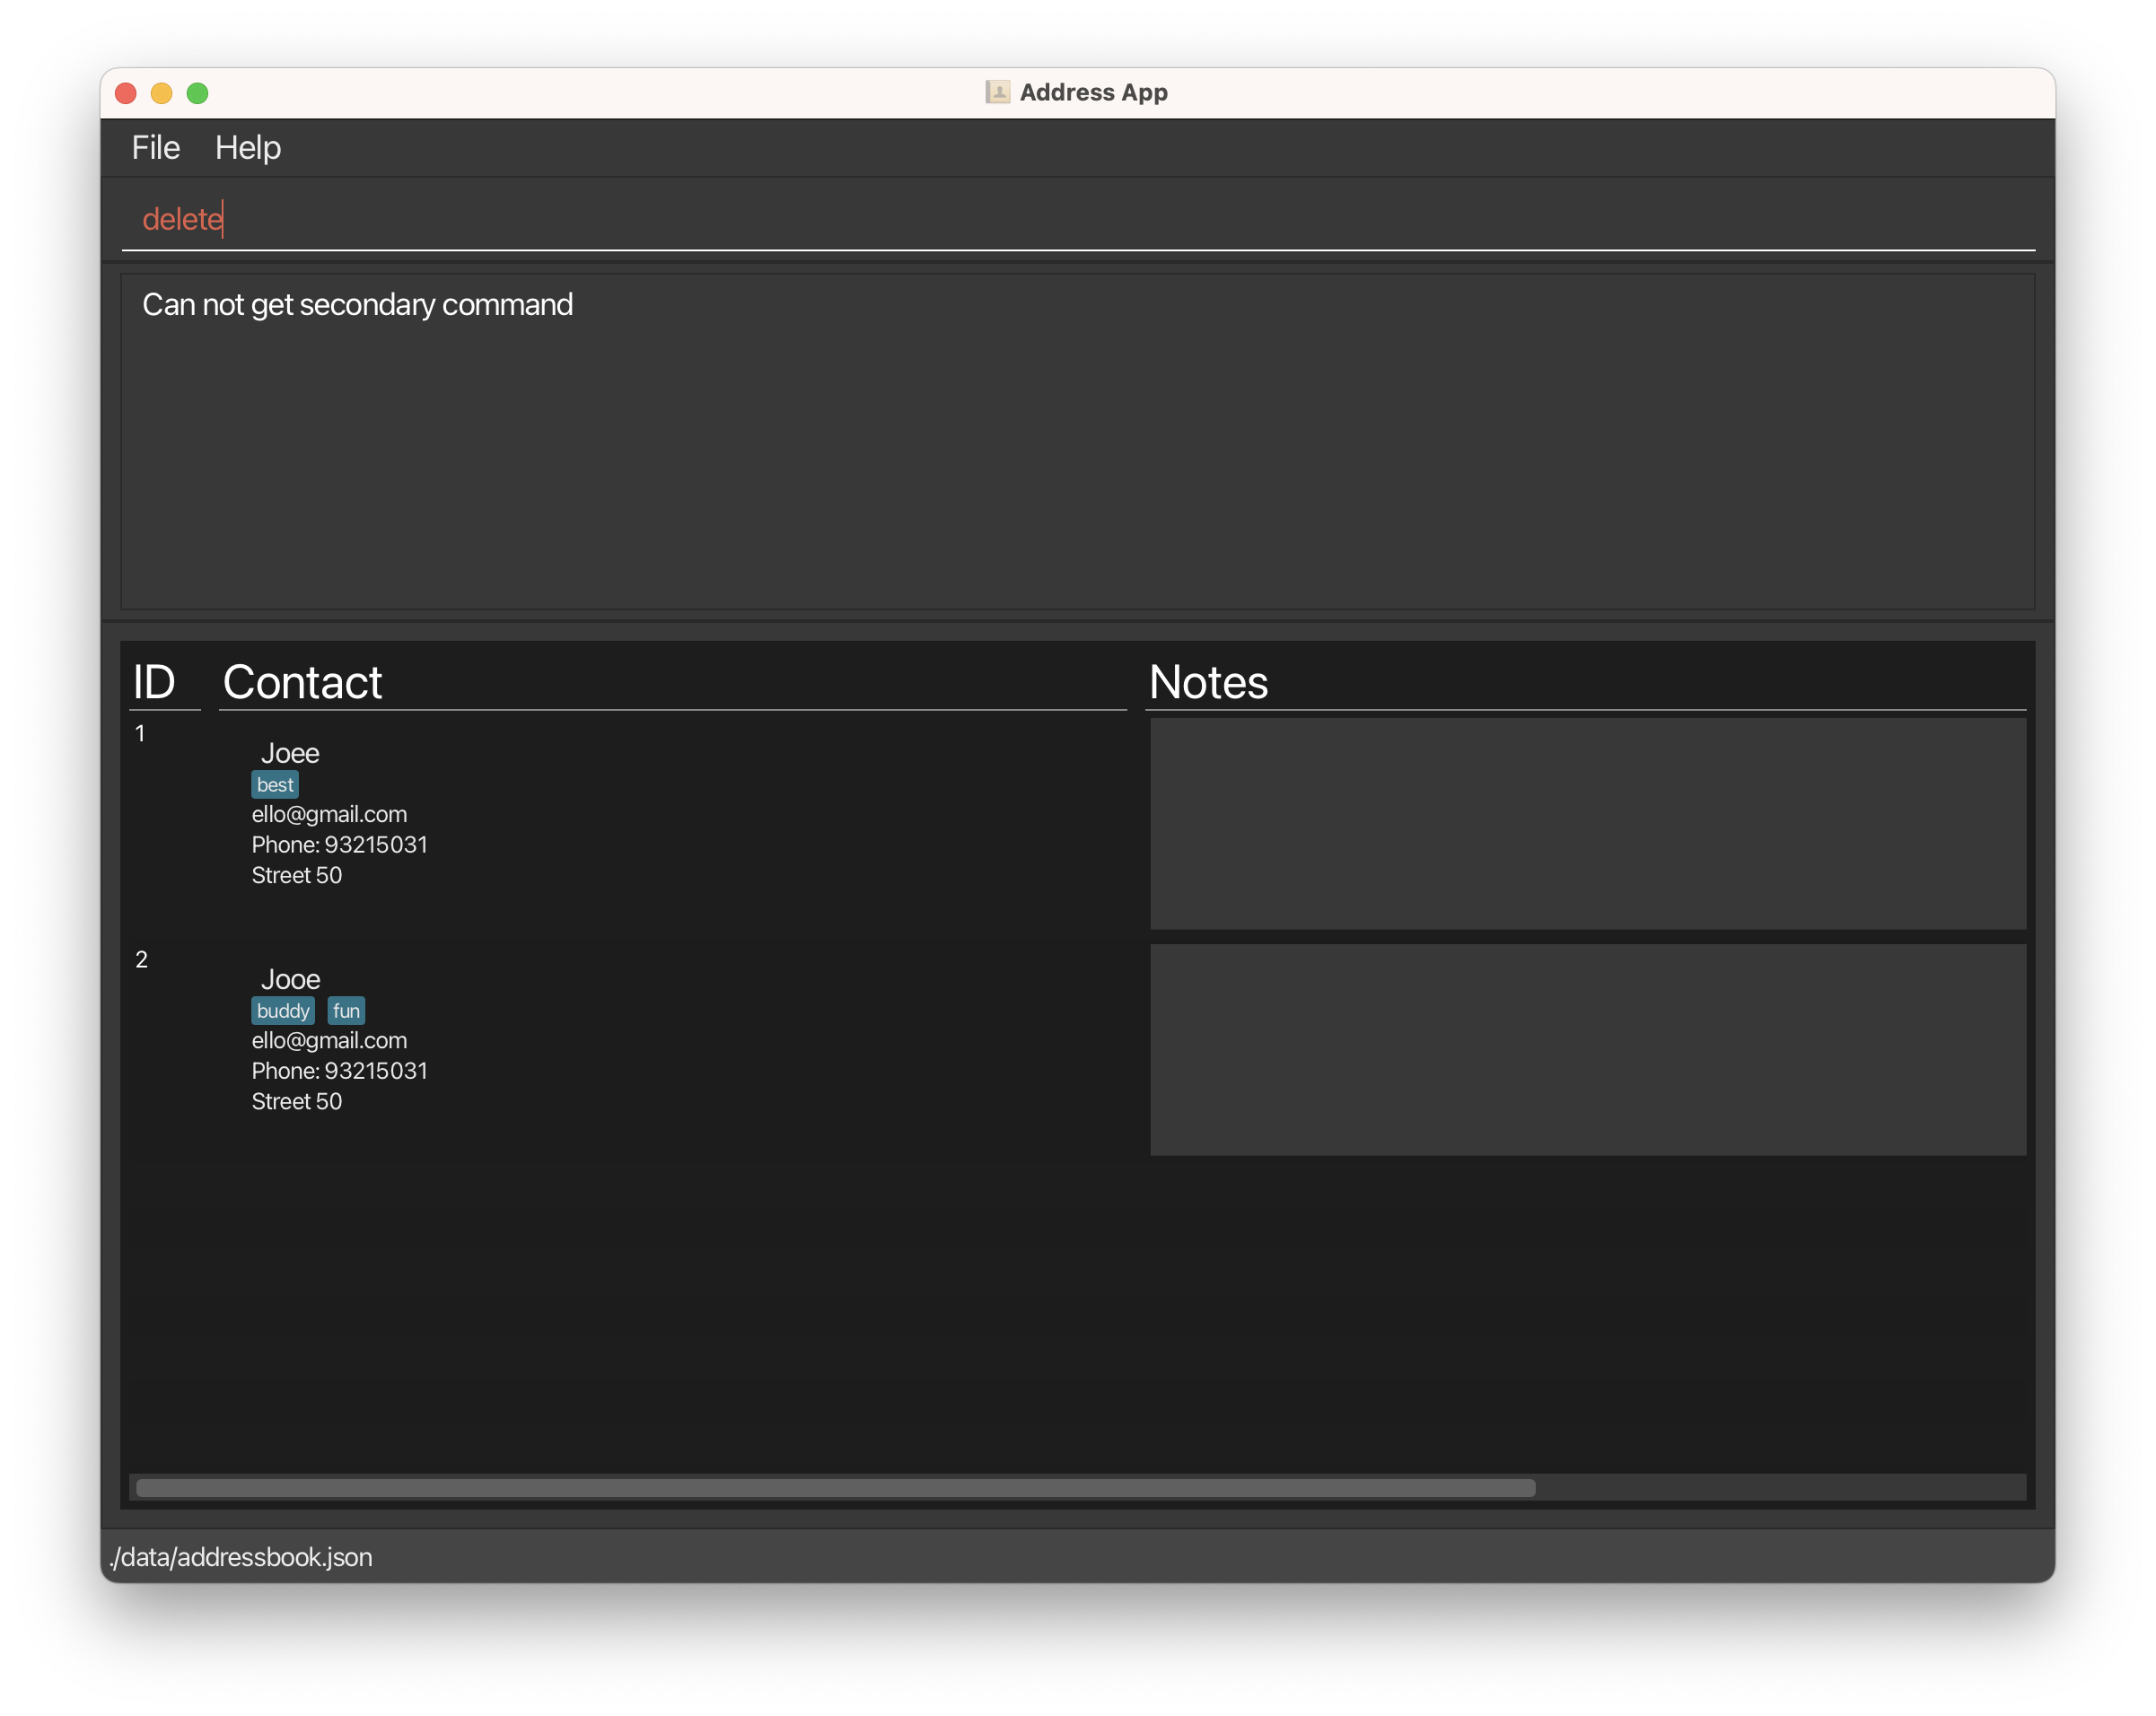 Address App
File Help
delete
Can not get secondary command
ID Contact Notes
1
Joee
best
ello@gmail.com
Phone: 93215031
Street 50
2
Jooe
buddy fun
ello@gmail.com
Phone: 93215031
Street 50
./data/addressbook.json